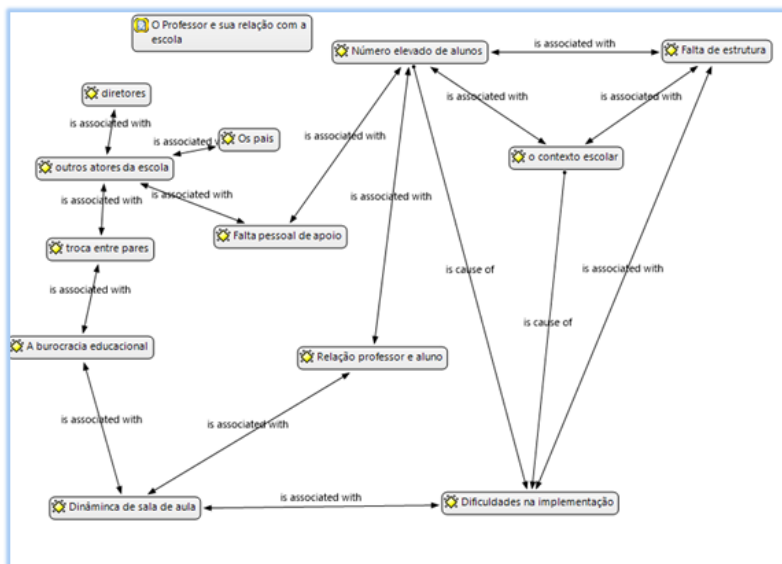 O Professor e sua relação com a
escola
Número elevado de alunos
is associated with
Falta de estrutura
diretores
is associated with
is associated with
is associated with
Os pais
is associated w
is associated with
o contexto escolar
outros atores da escola
is associated with
is associated with
is associated with
Falta pessoal de apoio
troca entre pares
is cause of
is associated with
is associated with
is cause of
A burocracia educacional
Relação professor e aluno
is associated with
is associated with
is associated with
Dinâminca de sala de aula
Dificuldades na implementação